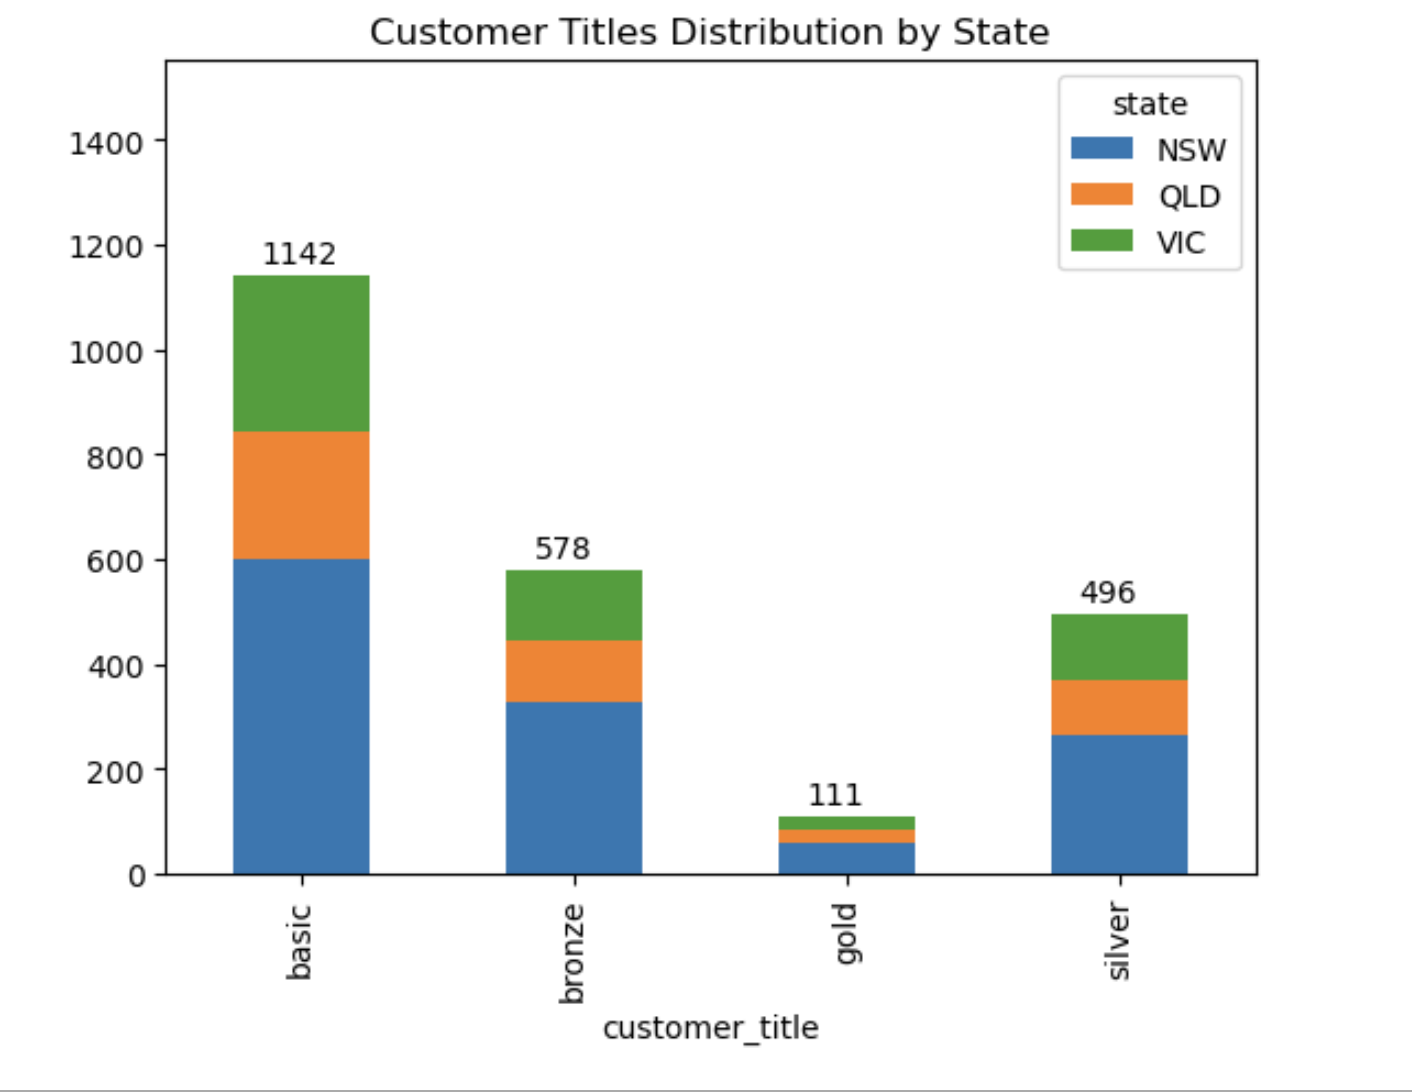 Customer Titles Distribution by State
state
NSW
QLD
VIC
1400
1200
1000
800
600
400
200
0
1142
578
111
496
basic
bronze
gold
silver
customer_title